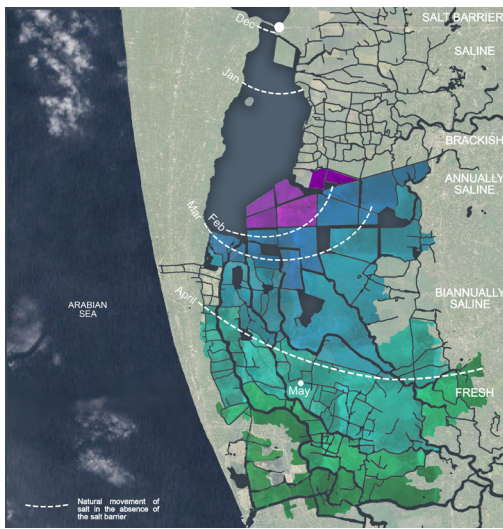 Dec
SALT BARRIER
SALINE
Jan
BRACKISH
ANNUALLY
SALINE
Feb
Mar
BIANNUALLY
SALINE
April
ARABIAN
SEA
May
FRESH
Natural movement of
salt in the absence of
the salt barrier